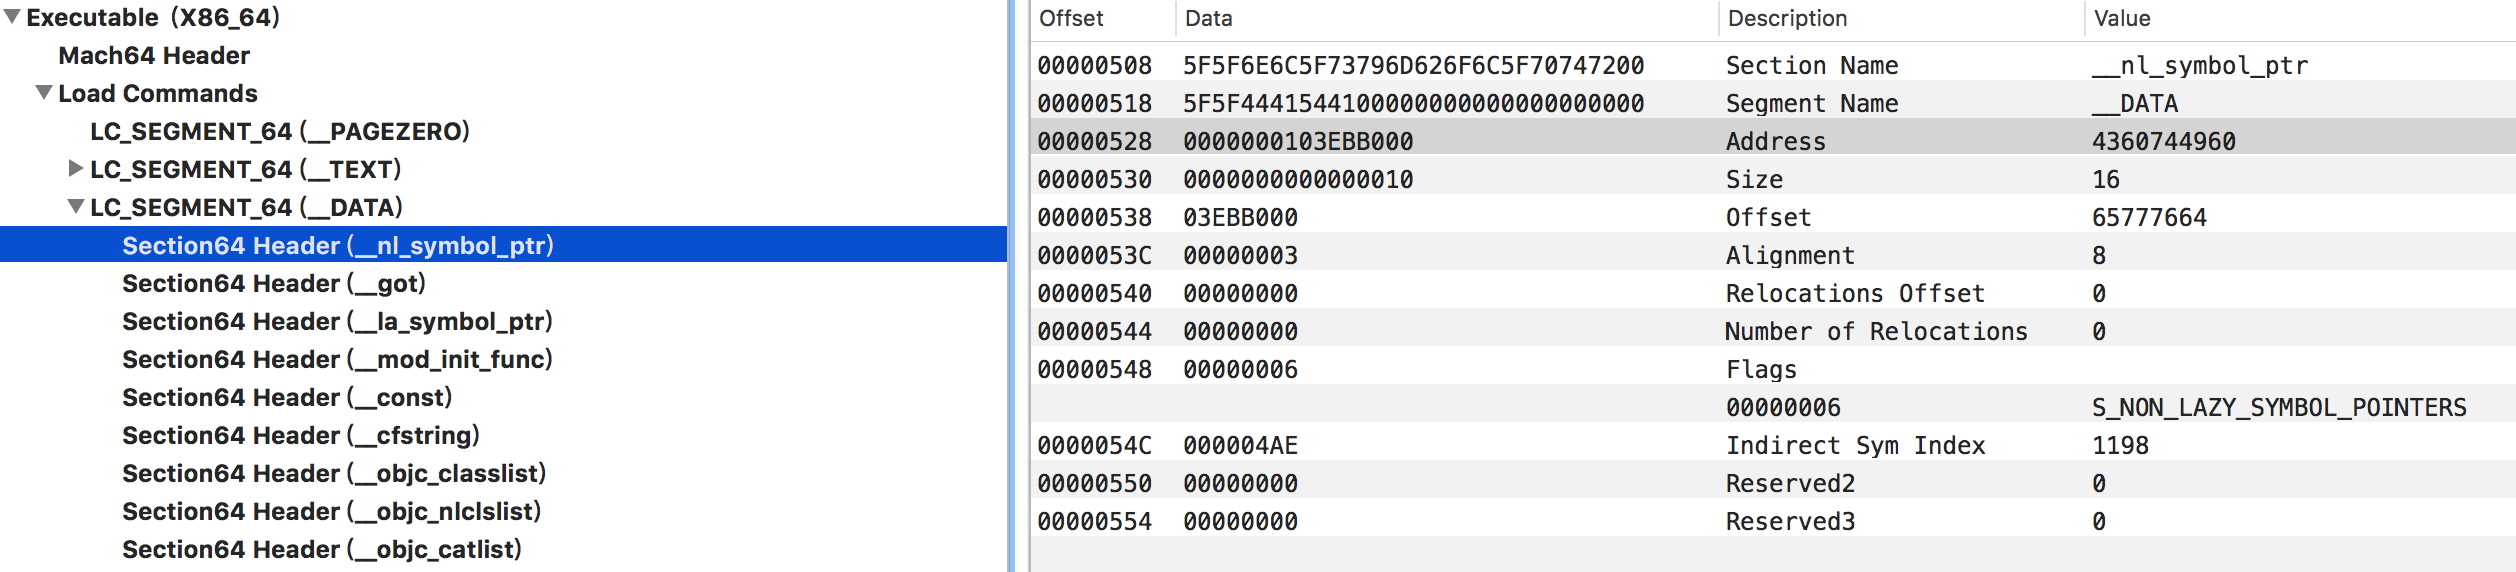 Executable (X86_64)
Mach64 Header
Load Commands
LC_SEGMENT_64 (__PAGEZERO)
LC_SEGMENT_64 (__TEXT)
LC_SEGMENT_64 (__DATA)
Section64 Header (__nl_symbol_ptr)
Section64 Header (__got)
Section64 Header (__la_symbol_ptr)
Section64 Header (__mod_init_func)
Section64 Header (__const)
Section64 Header (__cfstring)
Section64 Header (__objc_classlist)
Section64 Header (__objc_nlclslist)
Section64 Header (__objc_catlist)
Offset Data Description Value
00000508 5F5F6E6C5F73796D626F6C5F70747200 Section Name __nl_symbol_ptr
00000518 5F5F4441544100000000000000000000 Segment Name __DATA
00000528 0000000103EBB000 Address 4360744960
00000530 0000000000000010 Size 16
00000538 03EBB000 Offset 65777664
0000053C 00000003 Alignment 8
00000540 00000000 Relocations Offset 0
00000544 00000000 Number of Relocations 0
00000548 00000006 Flags
00000006 S_NON_LAZY_SYMBOL_POINTERS
0000054C 000004AE Indirect Sym Index 1198
00000550 00000000 Reserved2 0
00000554 00000000 Reserved3 0